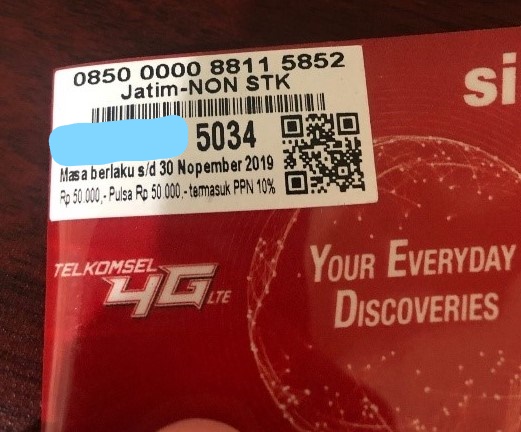 0850 0000 8811 5852
Jatim-NON STK
5034
Masa berlaku s/d 30 Nopember 2019
Rp 50.000,- Pulsa Rp 50.000,- termasuk PPN 10%
si
TELKOMSEL
4G LTE
YOUR EVERYDAY
DISCOVERIES